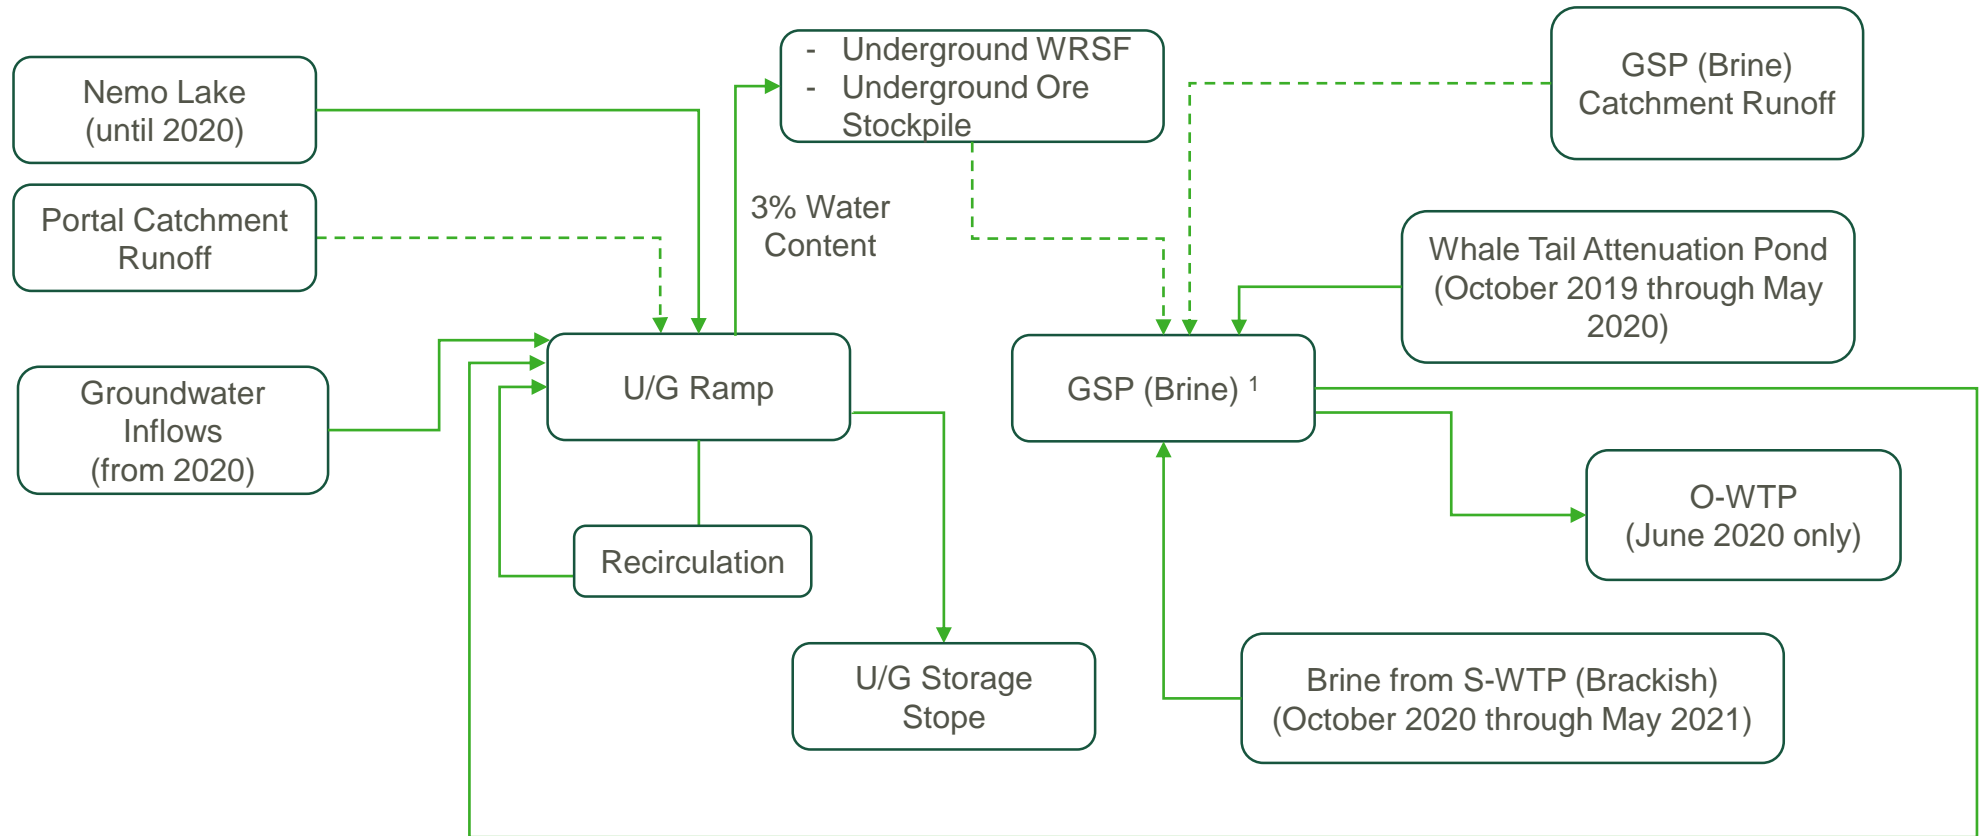 - Underground WRSF
- Underground Ore
Stockpile
GSP (Brine)
Catchment Runoff
Nemo Lake
(until 2020)
Portal Catchment
Runoff
3% Water
Content
Whale Tail Attenuation Pond
(October 2019 through May
2020)
Groundwater
Inflows
(from 2020)
U/G Ramp
GSP (Brine) 1
O-WTP
(June 2020 only)
Recirculation
U/G Storage
Stope
Brine from S-WTP (Brackish)
(October 2020 through May 2021)